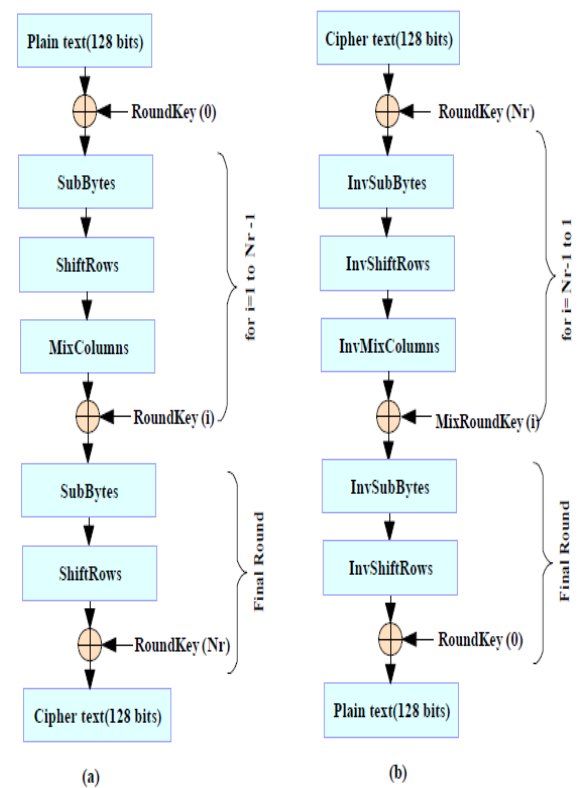 Plain text(128 bits)
RoundKey (0)
SubBytes
ShiftRows
MixColumns
RoundKey (i)
for i=1 to Nr -1
SubBytes
ShiftRows
RoundKey (Nr)
Final Round
Cipher text(128 bits)
(a)
Cipher text(128 bits)
RoundKey (Nr)
InvSubBytes
InvShiftRows
InvMixColumns
MixRoundKey (i)
for i= Nr-1 to 1
InvSubBytes
InvShiftRows
RoundKey (0)
Final Round
Plain text(128 bits)
(b)